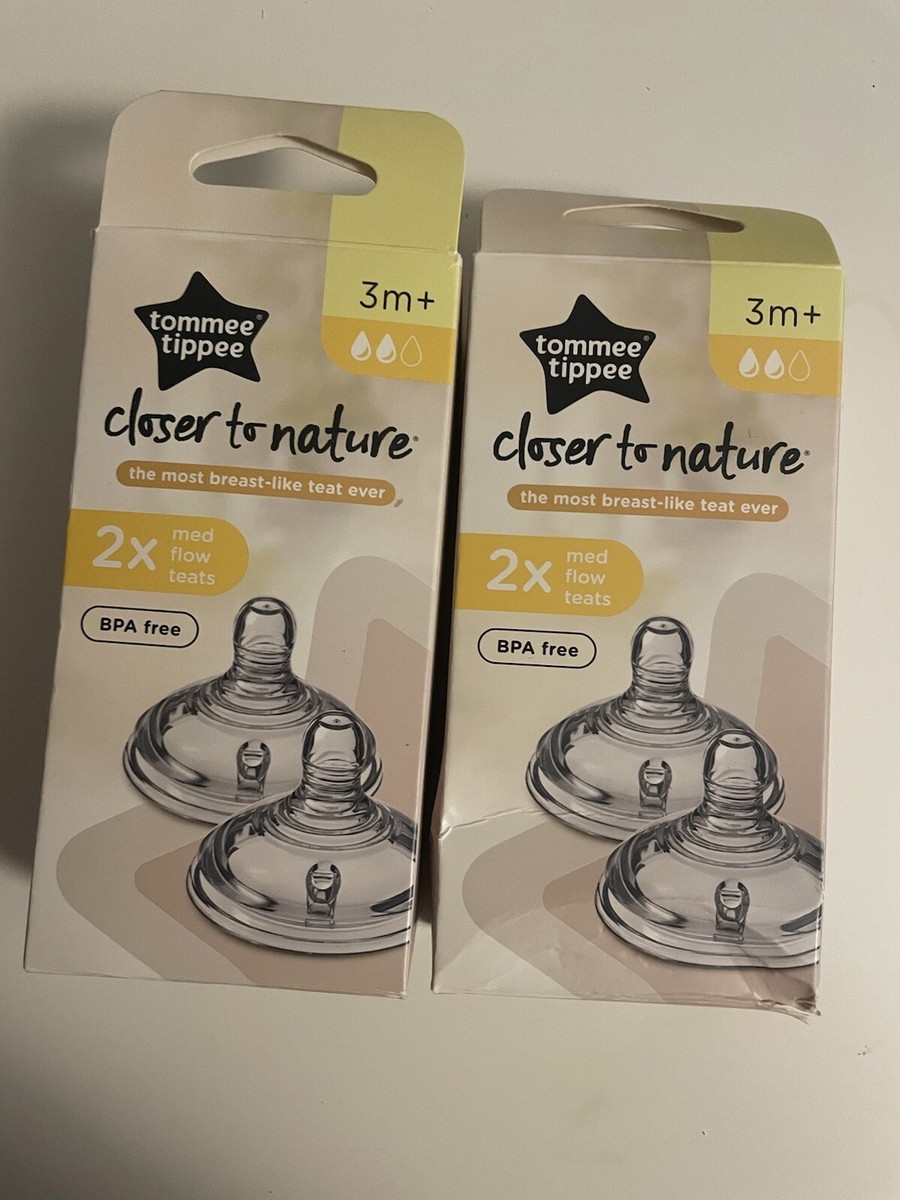 3m+
tommee®
tippee
closer to nature®
the most breast-like teat ever
2x
med
flow
teats
BPA free
3m+
tommee®
tippee
closer to nature®
the most breast-like teat ever
2x
med
flow
teats
BPA free